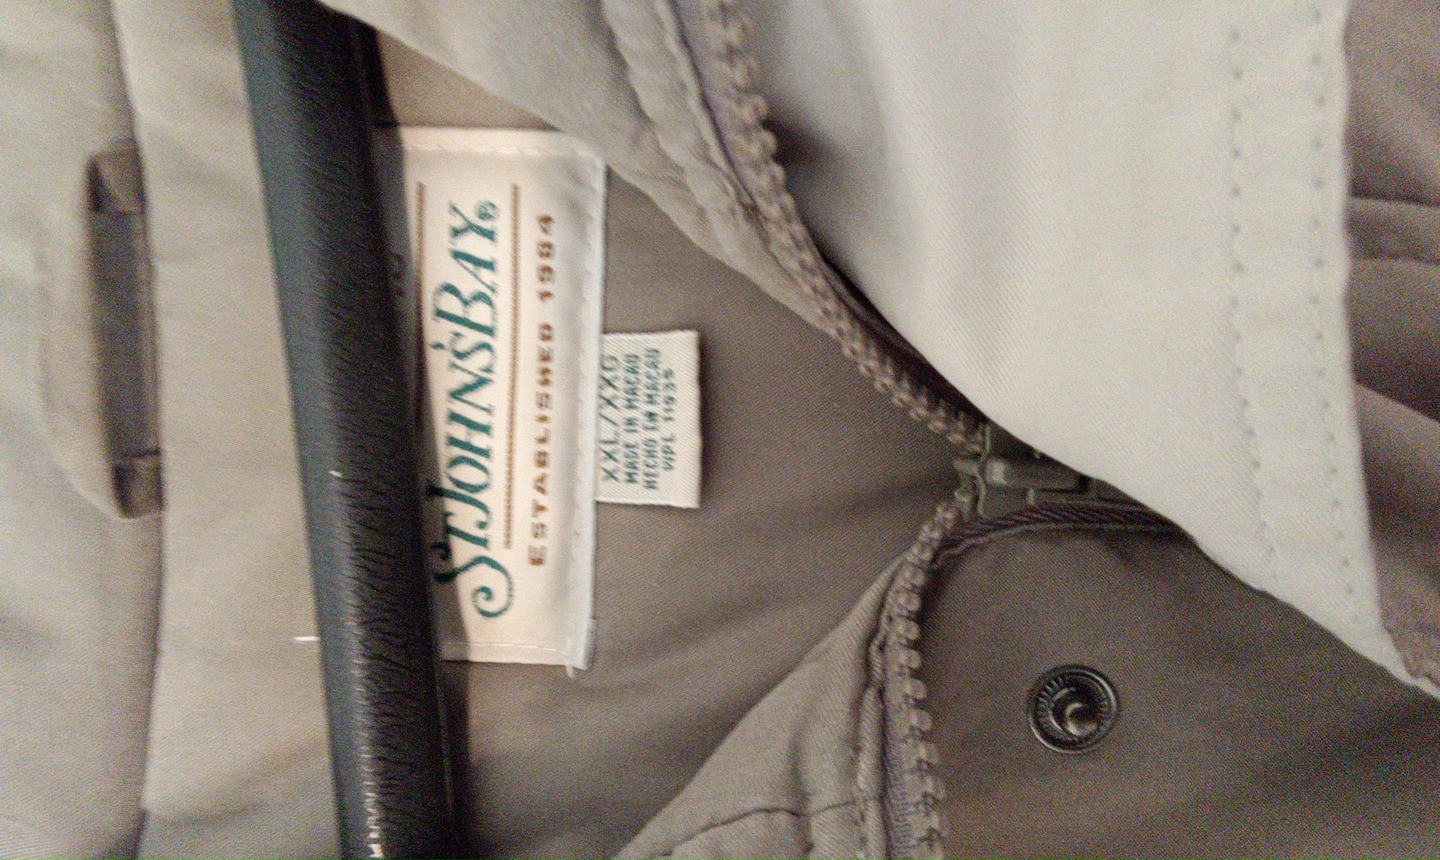 ST JOHN'S BAY®
ESTABLISHED 1984
XXL/XXG
MADE IN MACAU
HECHO EN MACAU